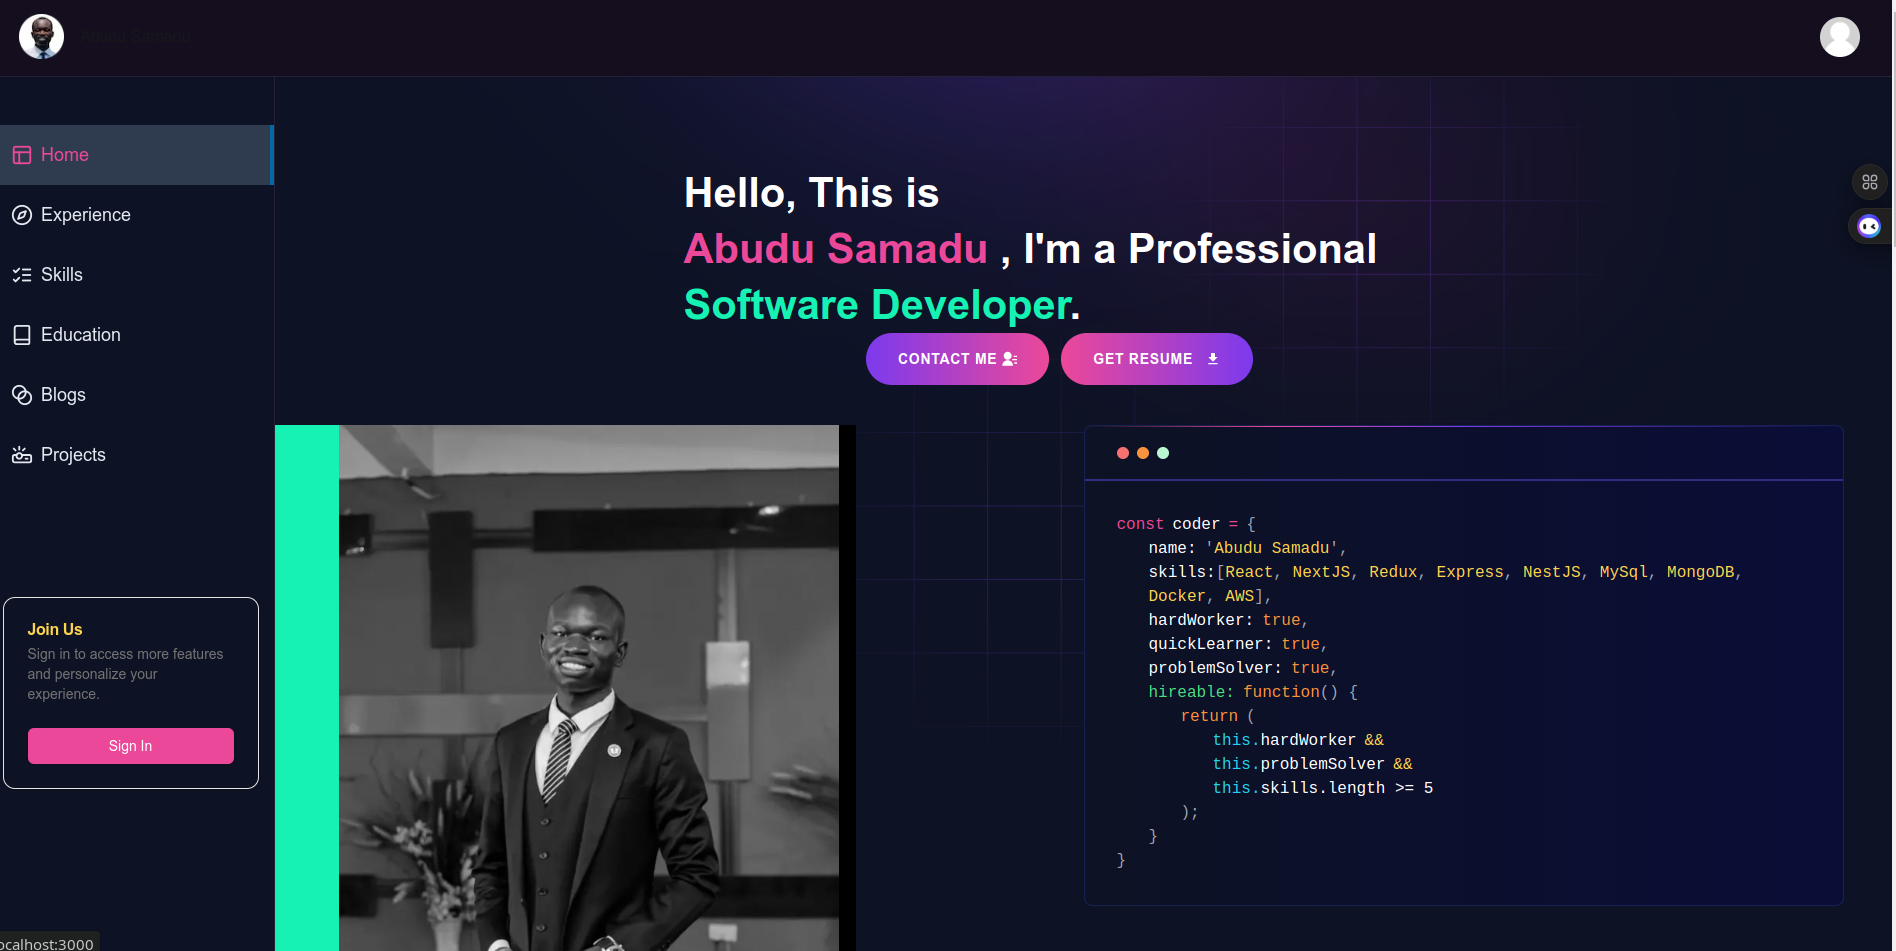 Abudu Samadu
Home
Experience
Skills
Education
Blogs
Projects
Join Us
Sign in to access more features
and personalize your
experience.
Sign In
Hello, This is
Abudu Samadu , I'm a Professional
Software Developer.
CONTACT ME
GET RESUME
const coder = {
name: 'Abudu Samadu',
skills:[React, NextJS, Redux, Express, NestJS, MySql, MongoDB,
Docker, AWS],
hardWorker: true,
quickLearner: true,
problemSolver: true,
hireable: function() {
return (
this.hardWorker &&
this.problemSolver &&
this.skills.length >= 5
);
}
}
ocalhost:3000